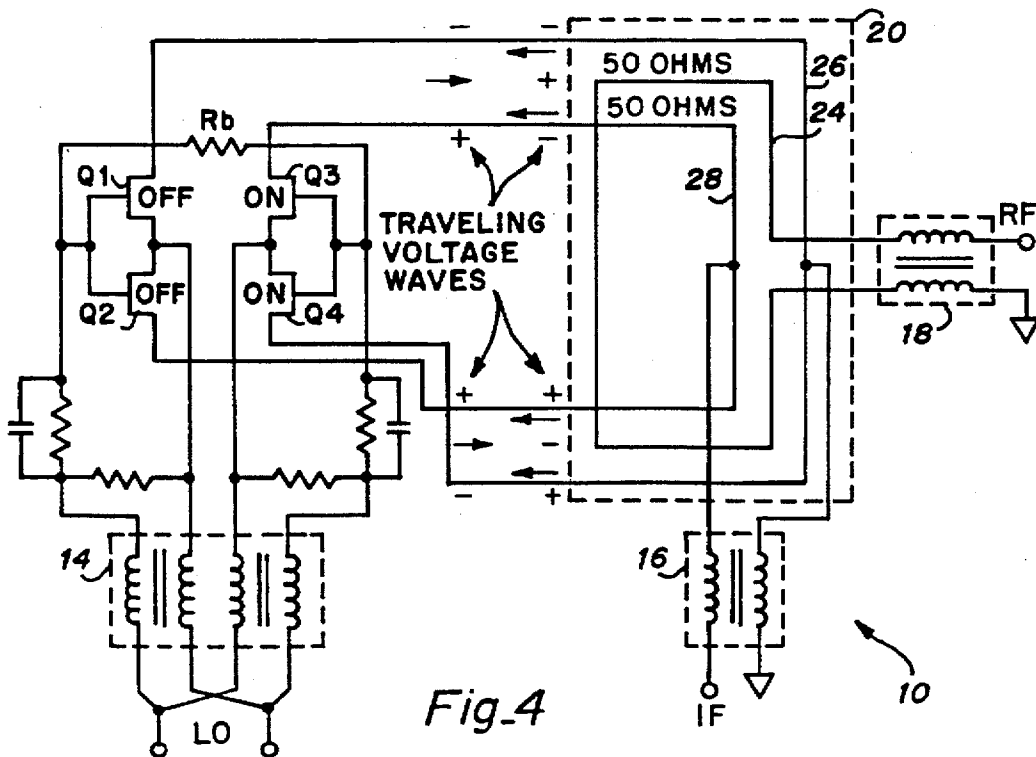 - - 20
50 OHMS
+
50 OHMS
26
24
Rb
+ -
Q1 OFF ON Q3
28
TRAVELING
VOLTAGE
WAVES
RF
Q2 OFF ON Q4
18
+ +
-
- +
14
16
10
LO
Fig_4
IF